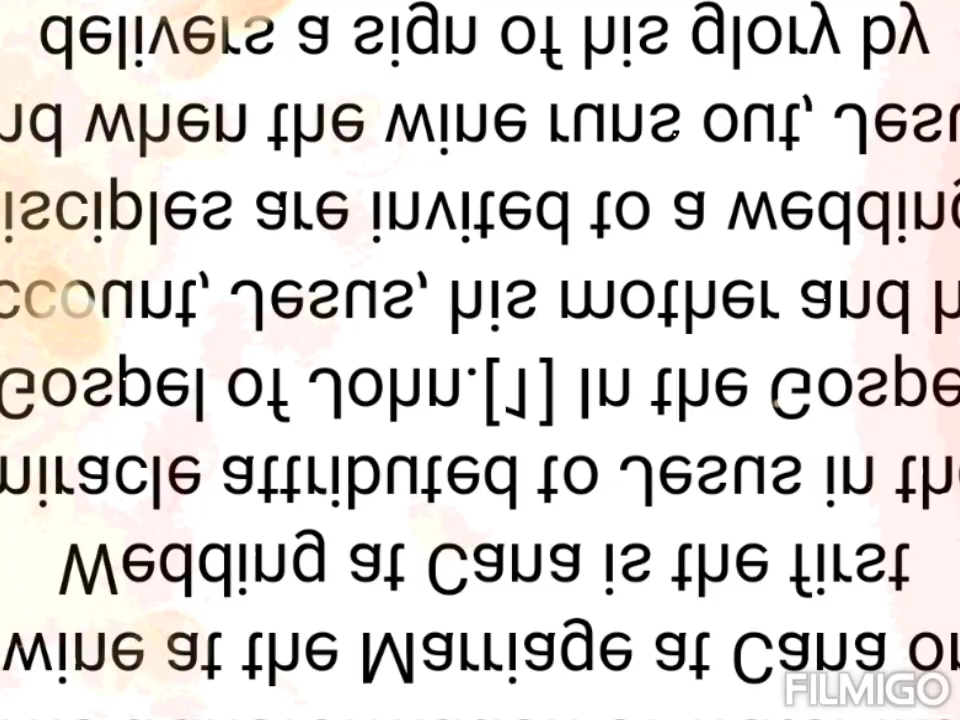 wine at the Marriage at Cana or
Wedding at Cana is the first
miracle attributed to Jesus in the
Gospel of John.[1] In the Gospe
ccount, Jesus, his mother and h
isciples are invited to a wedding
nd when the wine runs out, Jesu
delivers a sign of his glory by
FILMIGO